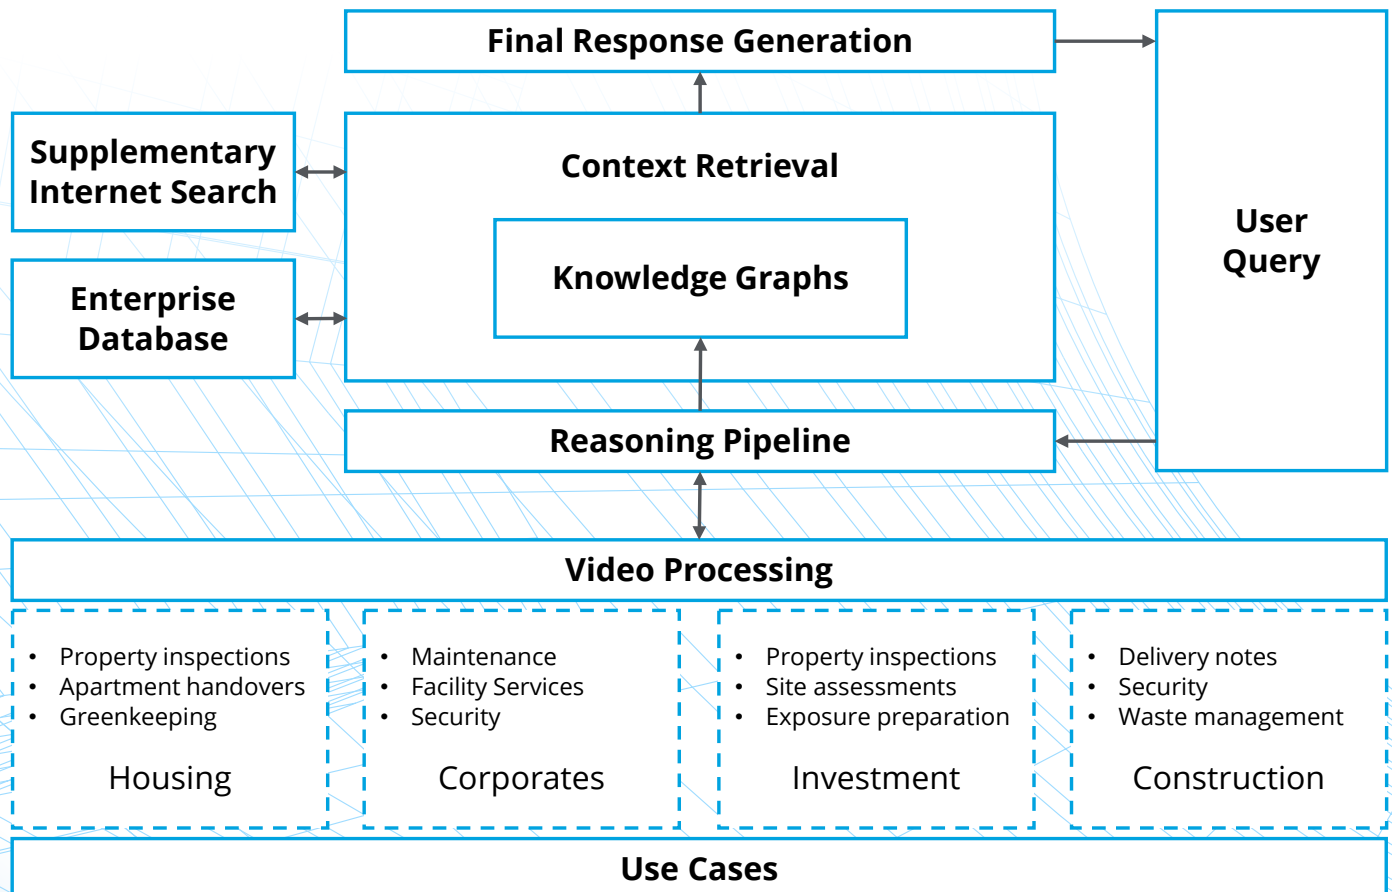 Final Response Generation
Supplementary
Internet Search
Context Retrieval
User
Query
Knowledge Graphs
Enterprise
Database
Reasoning Pipeline
Video Processing
• Property inspections
• Apartment handovers
• Greenkeeping
Housing
• Maintenance
• Facility Services
• Security
Corporates
• Property inspections
• Site assessments
• Exposure preparation
Investment
• Delivery notes
• Security
• Waste management
Construction
Use Cases